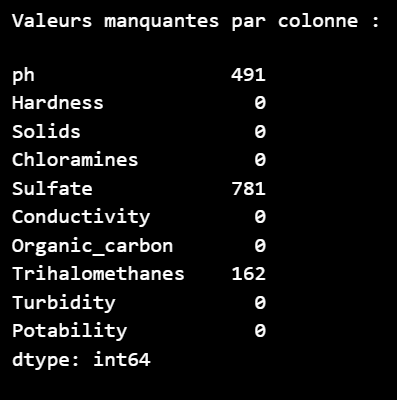 Valeurs manquantes par colonne :
ph 491
Hardness 0
Solids 0
Chloramines 0
Sulfate 781
Conductivity 0
Organic_carbon 0
Trihalomethanes 162
Turbidity 0
Potability 0
dtype: int64